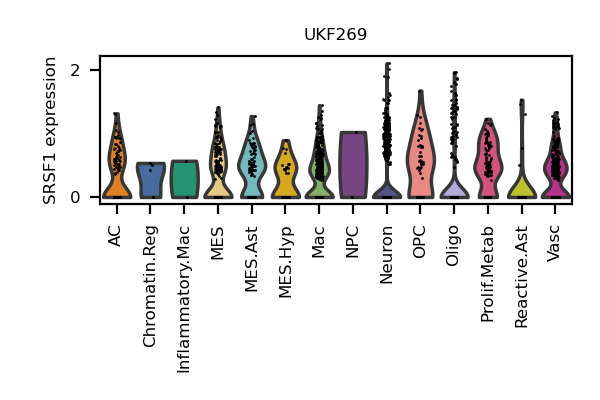 UKF269
SRSF1 expression
2
0
AC
Chromatin.Reg
Inflammatory.Mac
MES
MES.Ast
MES.Hyp
Mac
NPC
Neuron
OPC
Oligo
Prolif.Metab
Reactive.Ast
Vasc